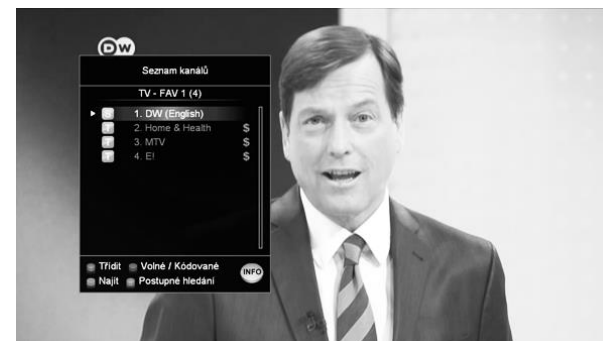 DW
Seznam kanálů
TV - FAV 1 (4)
S 1. DW (English)
T 2. Home & Health $
T 3. MTV $
T 4. E! $
Třídit Volné / Kódované
Najít Postupné hledání
INFO